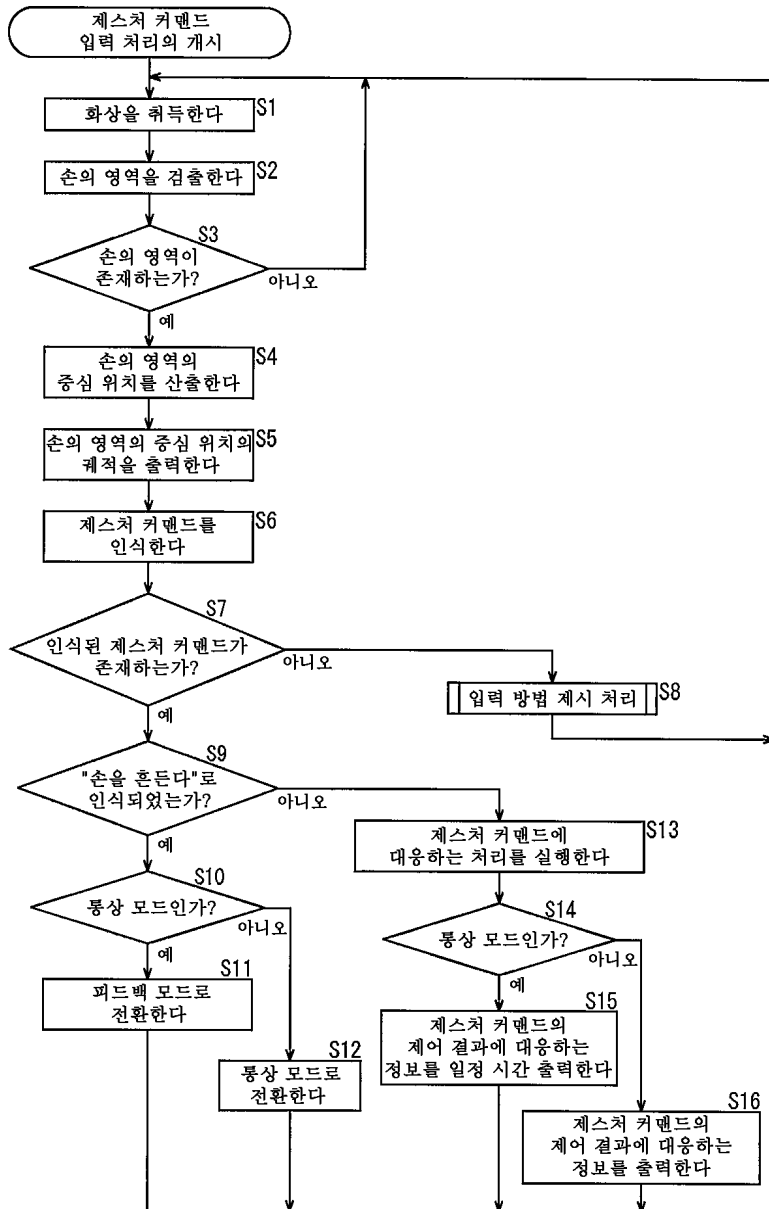 제스처 커맨드
입력 처리의 개시
화상을 취득한다
S1
손의 영역을 검출한다
S2
S3
손의 영역이
존재하는가?
아니오
예
손의 영역의
중심 위치를 산출한다
S4
손의 영역의 중심 위치의
궤적을 출력한다
S5
제스처 커맨드를
인식한다
S6
S7
인식된 제스처 커맨드가
존재하는가?
아니오
예
입력 방법 제시 처리
S8
S9
"손을 흔든다"로
인식되었는가?
아니오
예
제스처 커맨드에
대응하는 처리를 실행한다
S13
S10
통상 모드인가?
아니오
예
S14
통상 모드인가?
아니오
예
S11
피드백 모드로
전환한다
S15
제스처 커맨드의
제어 결과에 대응하는
정보를 일정 시간 출력한다
S12
통상 모드로
전환한다
S16
제스처 커맨드의
제어 결과에 대응하는
정보를 출력한다